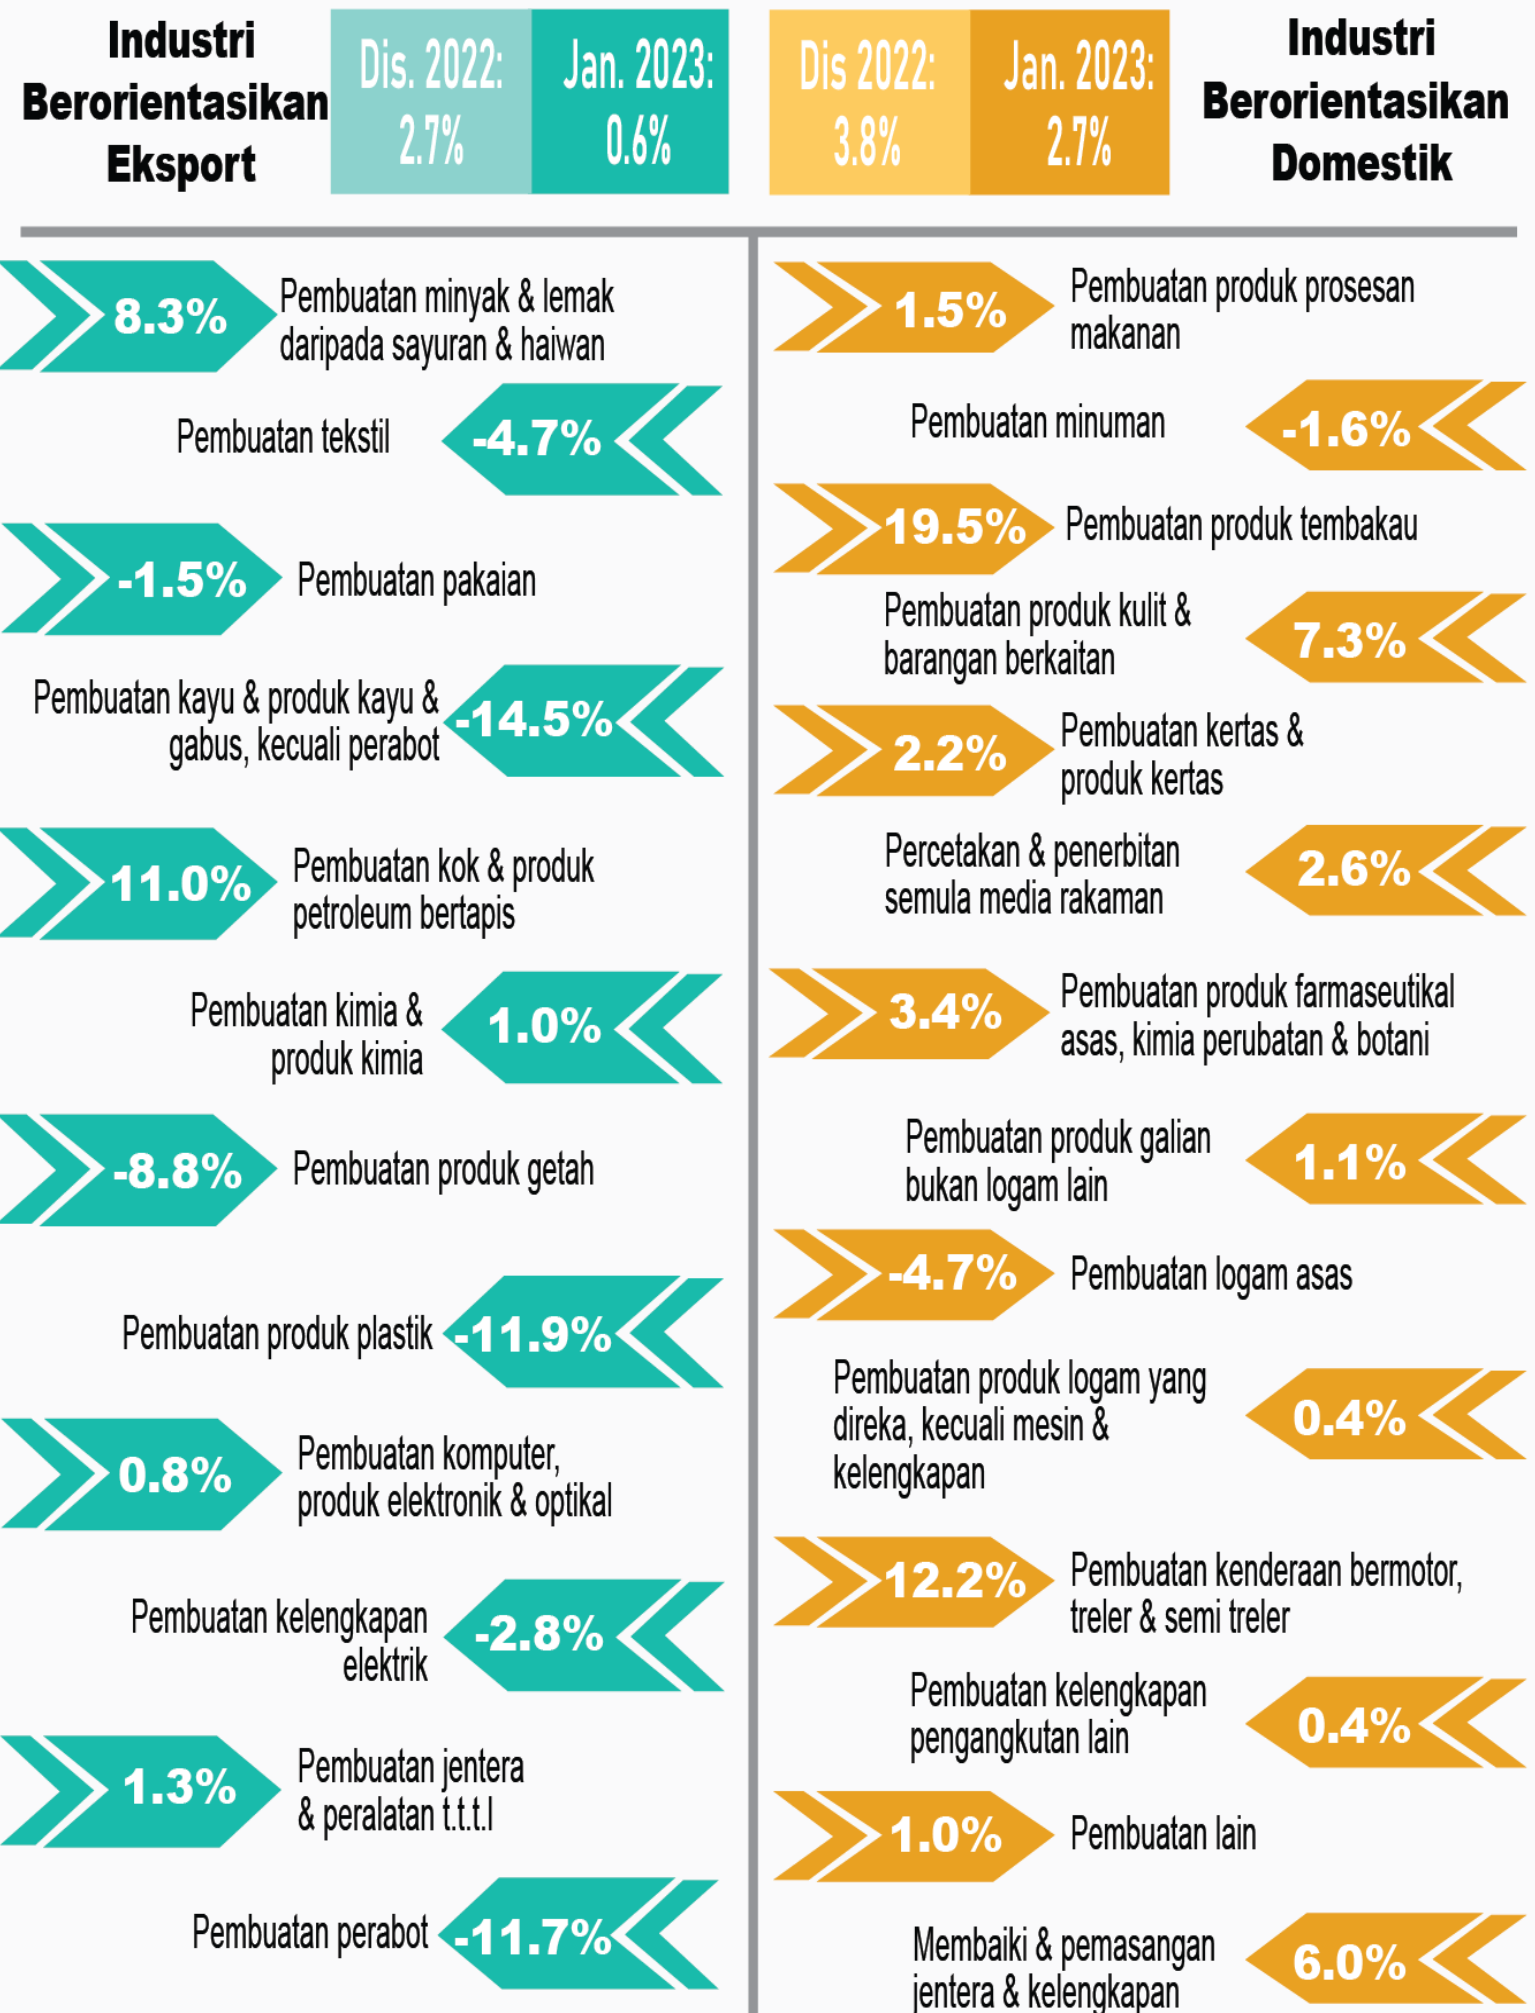 Industri
Berorientasikan
Eksport
Dis. 2022:
2.7%
Jan. 2023:
0.6%
Dis 2022:
3.8%
Jan. 2023:
2.7%
Industri
Berorientasikan
Domestik
8.3%
Pembuatan minyak & lemak
daripada sayuran & haiwan
Pembuatan tekstil
-4.7%
-1.5%
Pembuatan pakaian
Pembuatan kayu & produk kayu &
gabus, kecuali perabot
-14.5%
11.0%
Pembuatan kok & produk
petroleum bertapis
Pembuatan kimia &
produk kimia
1.0%
-8.8%
Pembuatan produk getah
Pembuatan produk plastik
-11.9%
0.8%
Pembuatan komputer,
produk elektronik & optikal
Pembuatan kelengkapan
elektrik
-2.8%
1.3%
Pembuatan jentera
& peralatan t.t.t.l
Pembuatan perabot
-11.7%
1.5%
Pembuatan produk prosesan
makanan
Pembuatan minuman
-1.6%
19.5%
Pembuatan produk tembakau
Pembuatan produk kulit &
barangan berkaitan
7.3%
2.2%
Pembuatan kertas &
produk kertas
Percetakan & penerbitan
semula media rakaman
2.6%
3.4%
Pembuatan produk farmaseutikal
asas, kimia perubatan & botani
Pembuatan produk galian
bukan logam lain
1.1%
-4.7%
Pembuatan logam asas
Pembuatan produk logam yang
direka, kecuali mesin &
kelengkapan
0.4%
12.2%
Pembuatan kenderaan bermotor,
treler & semi treler
Pembuatan kelengkapan
pengangkutan lain
0.4%
1.0%
Pembuatan lain
Membaiki & pemasangan
jentera & kelengkapan
6.0%